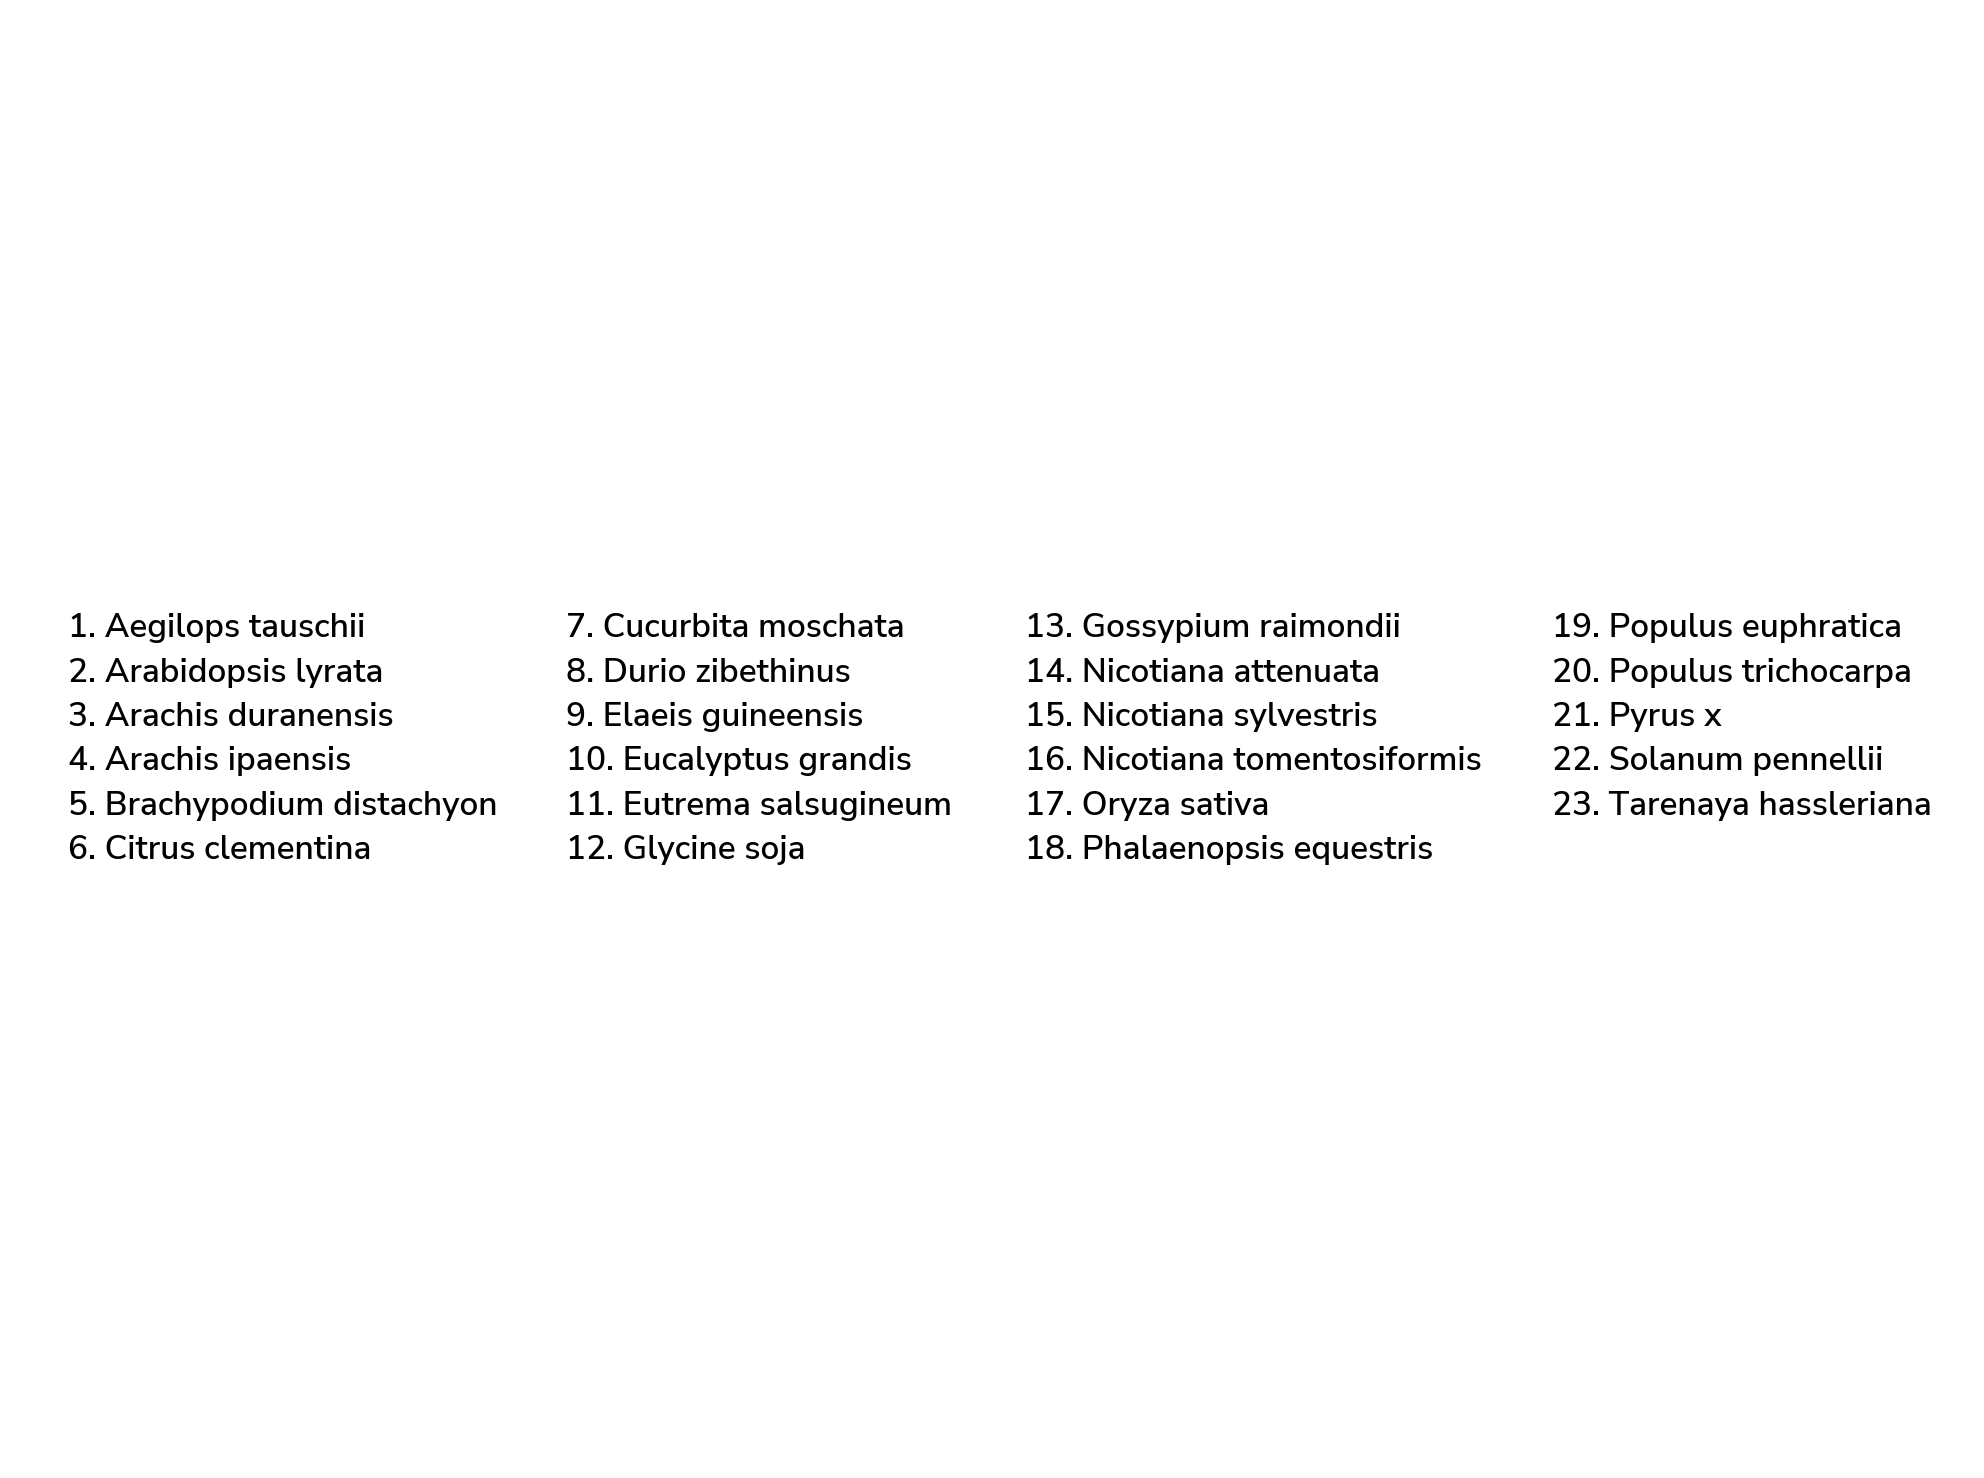 1. Aegilops tauschii
2. Arabidopsis lyrata
3. Arachis duranensis
4. Arachis ipaensis
5. Brachypodium distachyon
6. Citrus clementina
7. Cucurbita moschata
8. Durio zibethinus
9. Elaeis guineensis
10. Eucalyptus grandis
11. Eutrema salsugineum
12. Glycine soja
13. Gossypium raimondii
14. Nicotiana attenuata
15. Nicotiana sylvestris
16. Nicotiana tomentosiformis
17. Oryza sativa
18. Phalaenopsis equestris
19. Populus euphratica
20. Populus trichocarpa
21. Pyrus x
22. Solanum pennellii
23. Tarenaya hassleriana